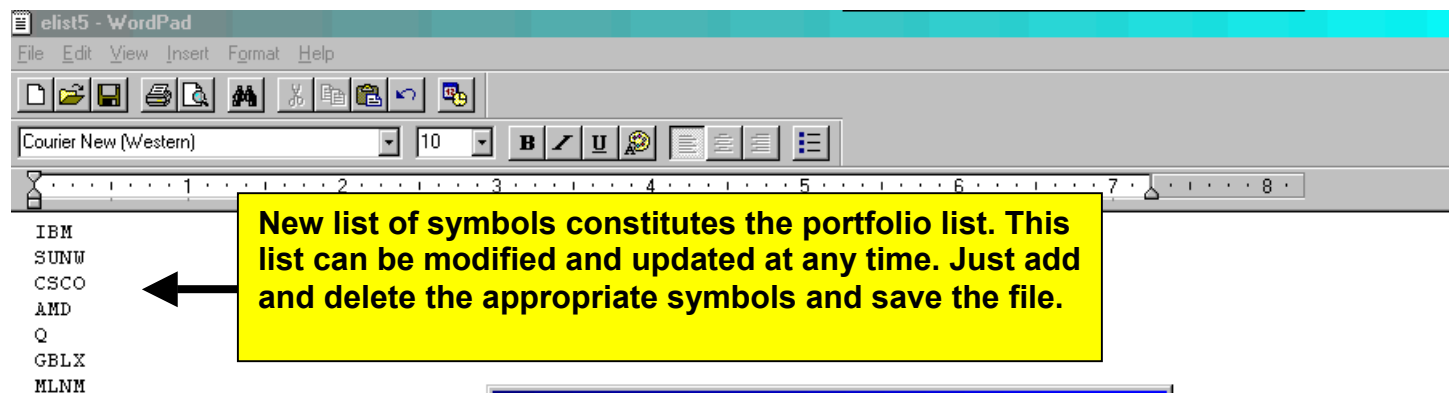 elist5 - WordPad
File Edit View Insert Format Help
Courier New (Western) 10 B I U
1 2 3 4 5 6 7 8
New list of symbols constitutes the portfolio list. This
list can be modified and updated at any time. Just add
and delete the appropriate symbols and save the file.
IBM
SUNW
CSCO
AMD
Q
GBLX
MLNM